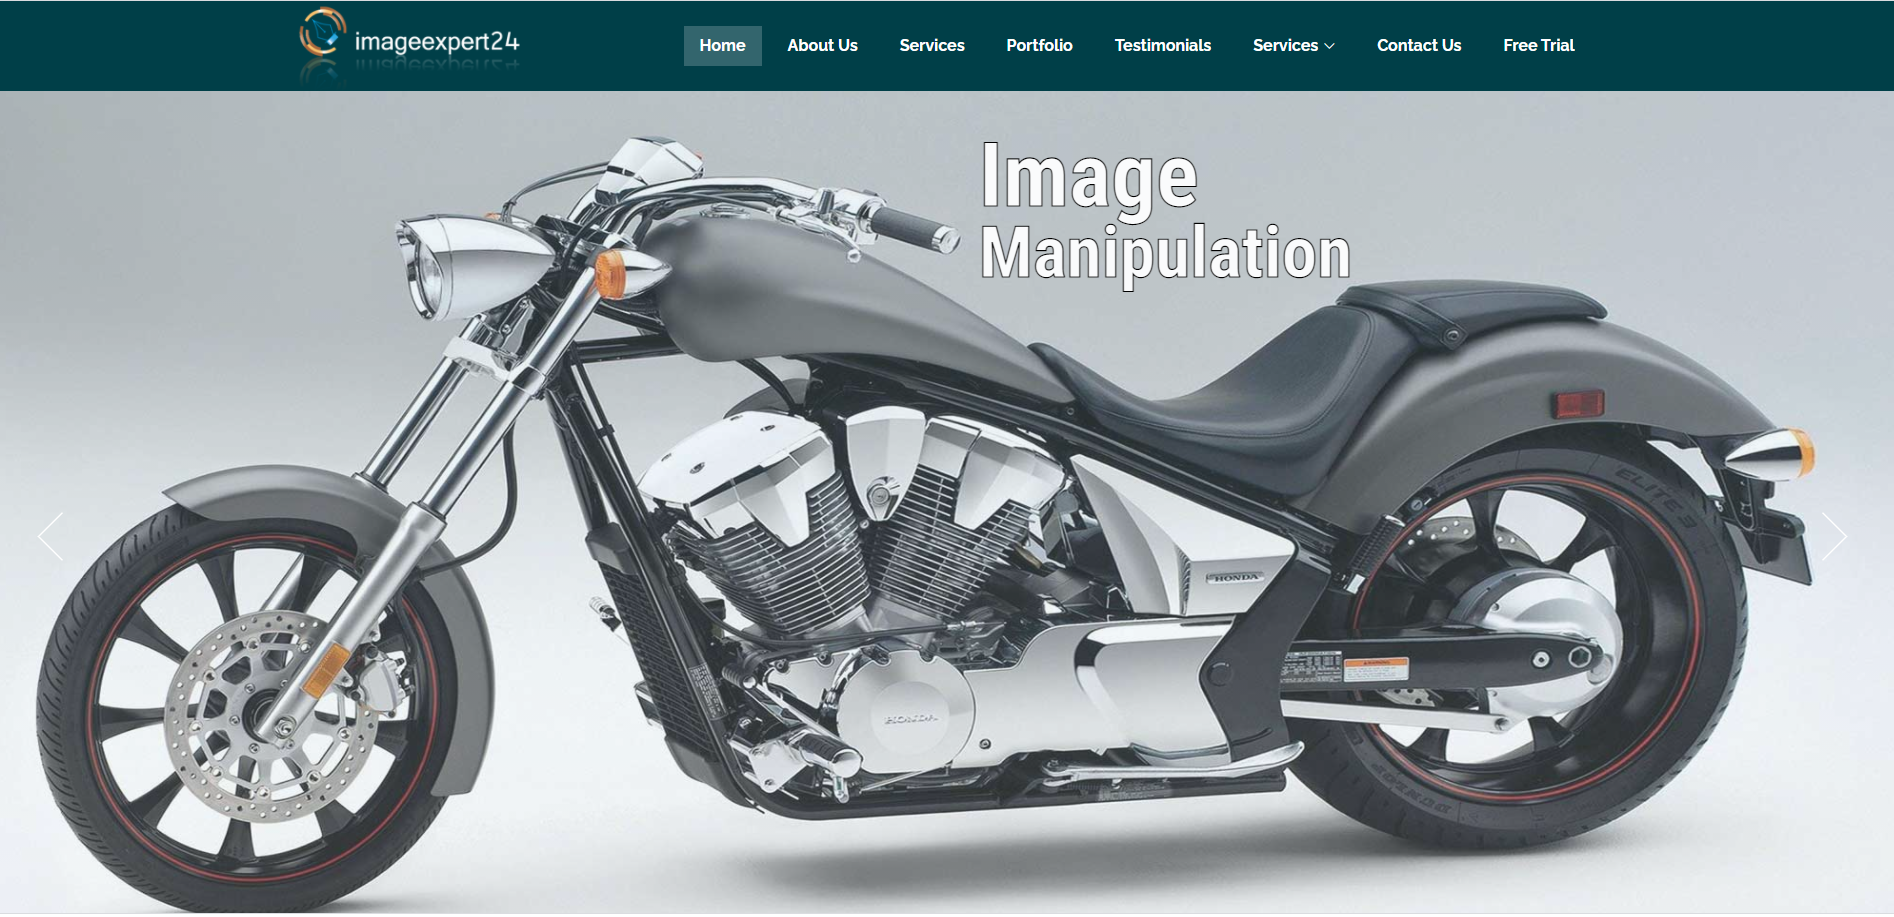 imageexpert24
Home
About Us
Services
Portfolio
Testimonials
Services
Contact Us
Free Trial
Image
Manipulation
ELITE 3
HONDA
HONDA
DUNLOP